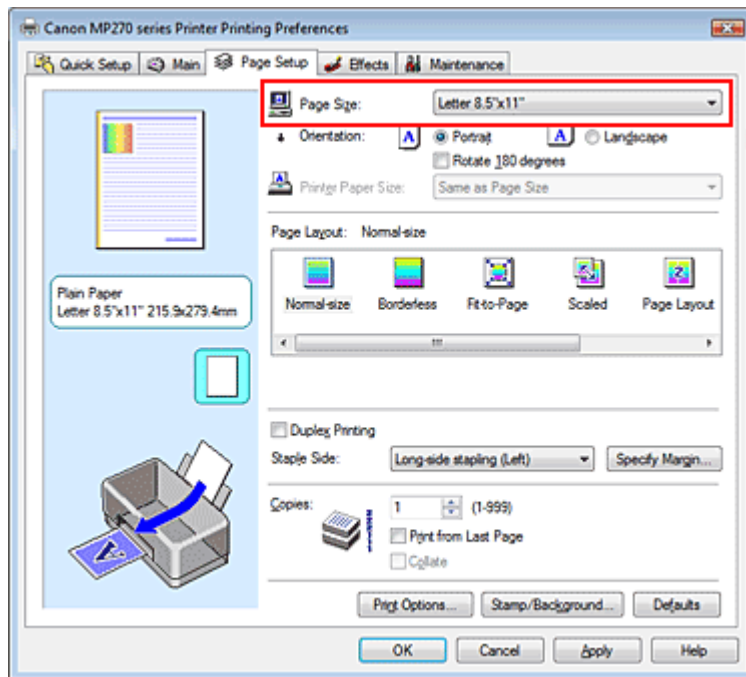 Canon MP270 series Printer Printing Preferences
Quick Setup Main Page Setup Effects Maintenance
Page Size: Letter 8.5"x11"
Orientation: A Portrait A Landscape
Rotate 180 degrees
Printer Paper Size: Same as Page Size
Page Layout: Normal-size
Normal-size Borderless Fit-to-Page Scaled Page Layout
Plain Paper
Letter 8.5"x11" 215.9x279.4mm
Duplex Printing
Staple Side: Long-side stapling (Left) Specify Margin...
Copies: 1 (1-999)
Print from Last Page
Collate
Print Options... Stamp/Background... Defaults
OK Cancel Apply Help